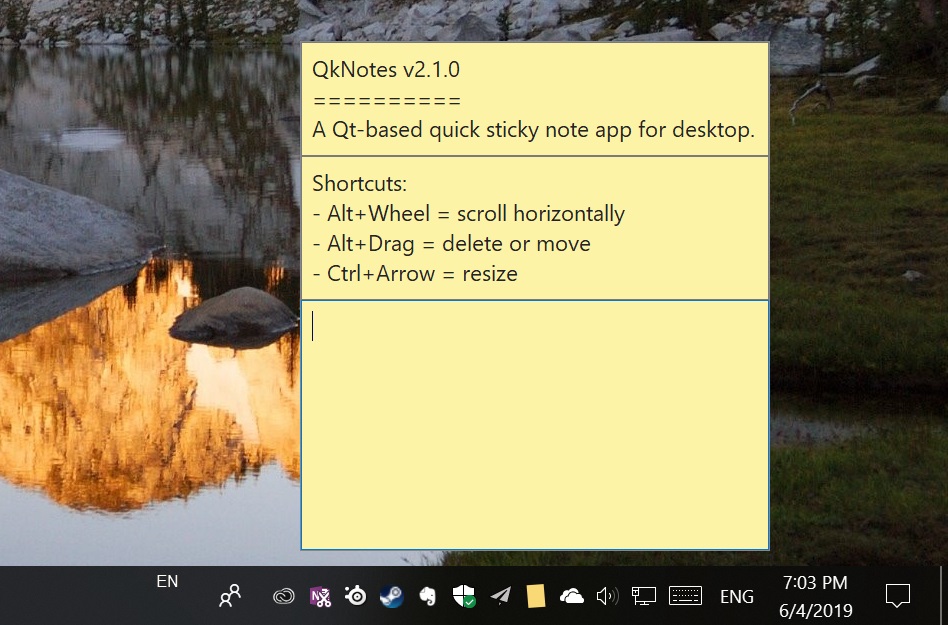 QkNotes v2.1.0
==========
A Qt-based quick sticky note app for desktop.
Shortcuts:
- Alt+Wheel = scroll horizontally
- Alt+Drag = delete or move
- Ctrl+Arrow = resize
EN
ENG
7:03 PM
6/4/2019